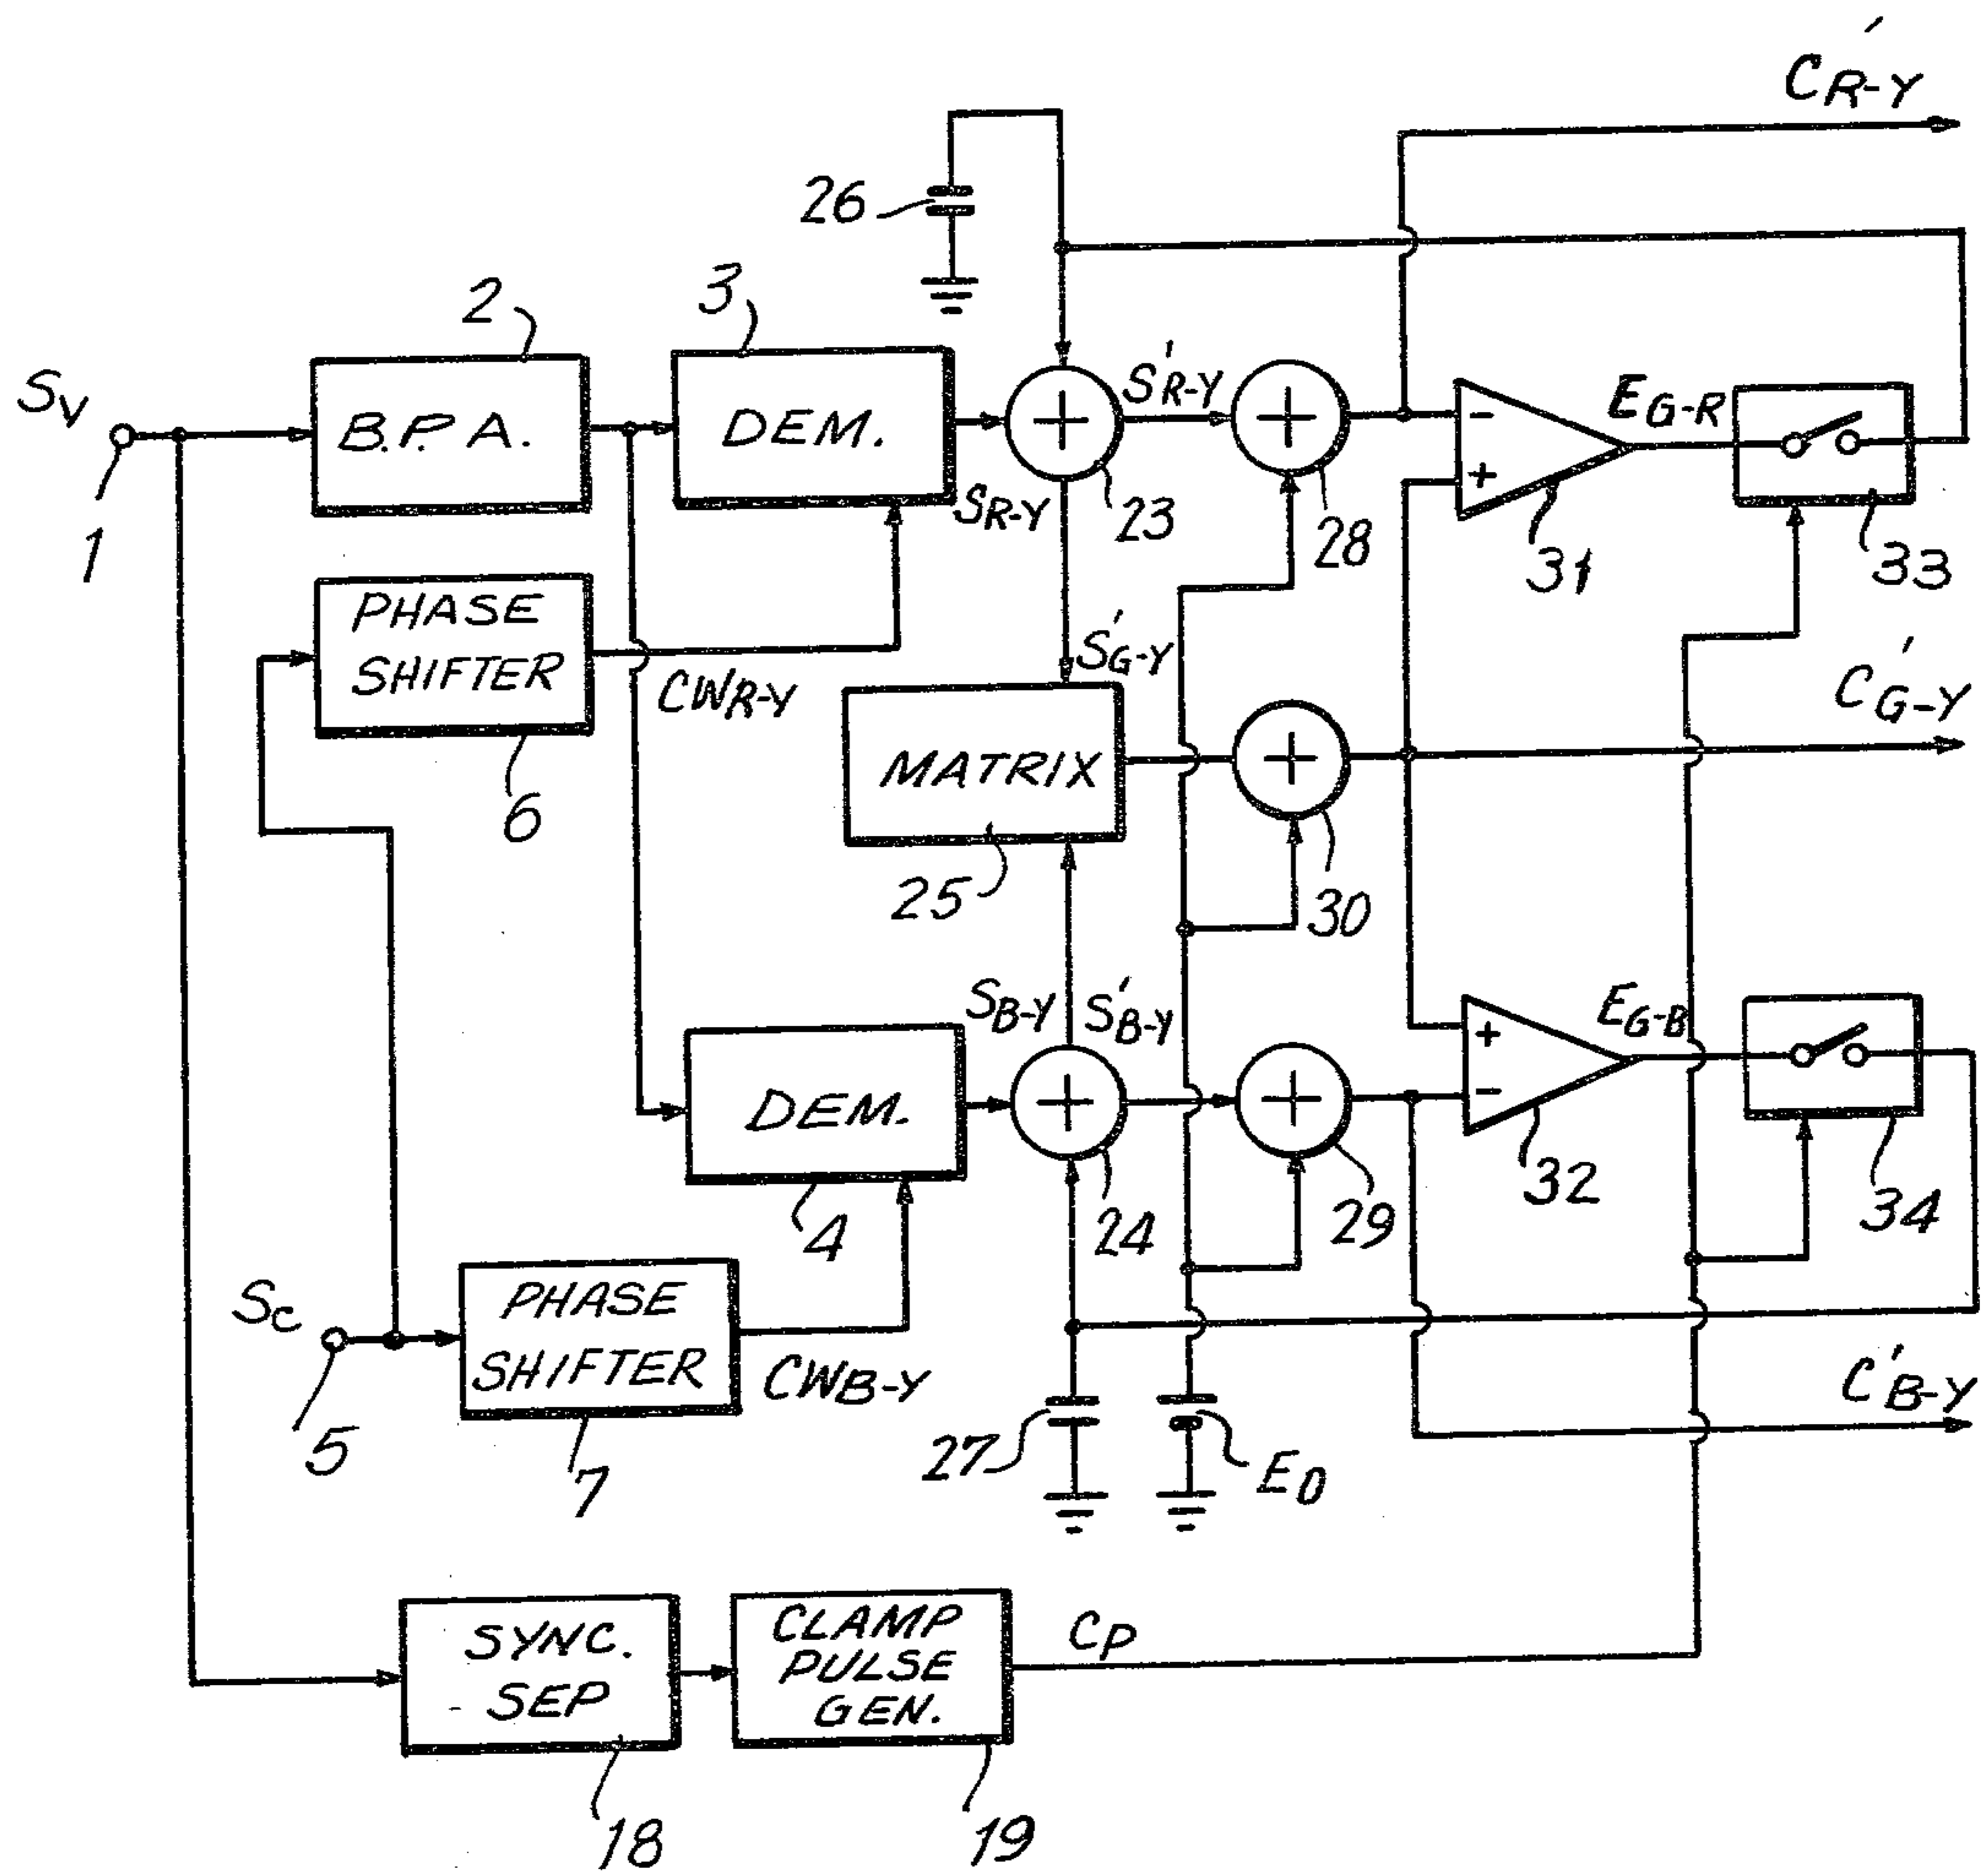 C'R-Y
26
2
3
SV
B.P.A.
DEM.
S'R-Y
EG-R
1
SR-Y
23
28
31
33
PHASE
SHIFTER
CWR-Y
S'G-Y
C'G-Y
6
MATRIX
25
30
SB-Y
S'B-Y
EG-B
DEM.
4
24
29
32
34
SC
PHASE
SHIFTER
CWB-Y
C'B-Y
5
7
27
E0
SYNC.
SEP
CLAMP
PULSE
GEN.
CP
18
19